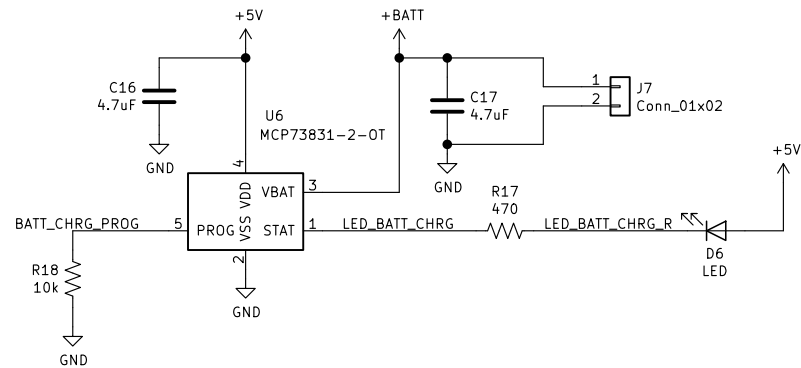 +5V
+BATT
C16
4.7uF
GND
U6
MCP73831-2-OT
C17
4.7uF
GND
1
2
J7
Conn_01x02
+5V
4
VDD
VBAT
3
BATT_CHRG_PROG
5
PROG
VSS
STAT
1
LED_BATT_CHRG
R17
470
LED_BATT_CHRG_R
D6
LED
2
GND
R18
10k
GND